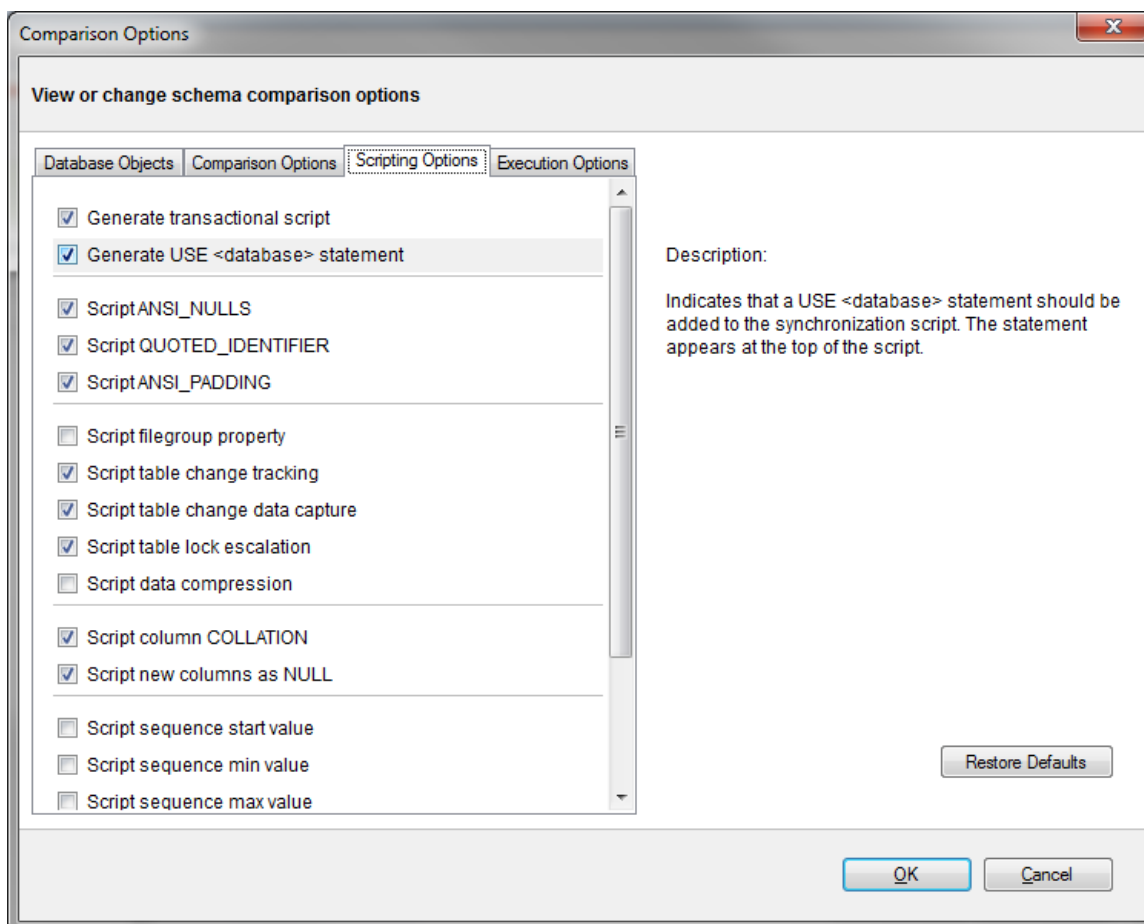 Comparison Options
View or change schema comparison options
Database Objects
Comparison Options
Scripting Options
Execution Options
Generate transactional script
Generate USE <database> statement
Script ANSI_NULLS
Script QUOTED_IDENTIFIER
Script ANSI_PADDING
Script filegroup property
Script table change tracking
Script table change data capture
Script table lock escalation
Script data compression
Script column COLLATION
Script new columns as NULL
Script sequence start value
Script sequence min value
Script sequence max value
Description:
Indicates that a USE <database> statement should be
added to the synchronization script. The statement
appears at the top of the script.
Restore Defaults
OK
Cancel